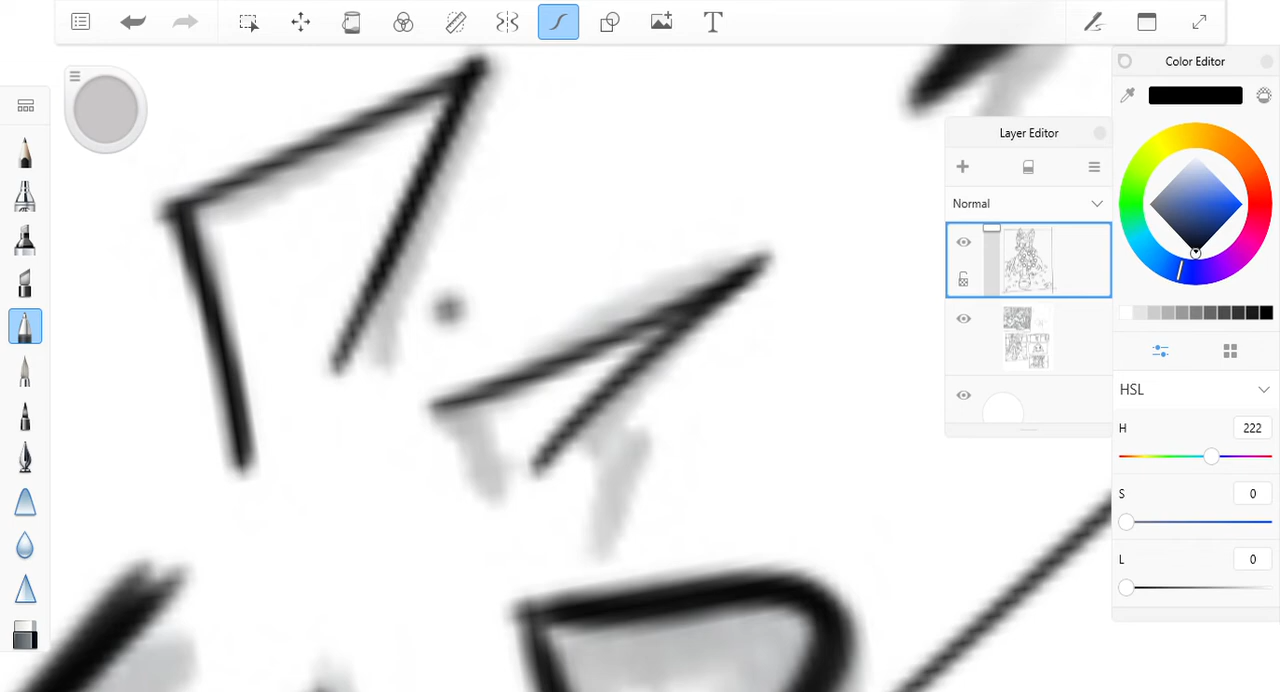 T
Color Editor
Layer Editor
Normal
HSL
H 222
S 0
L 0